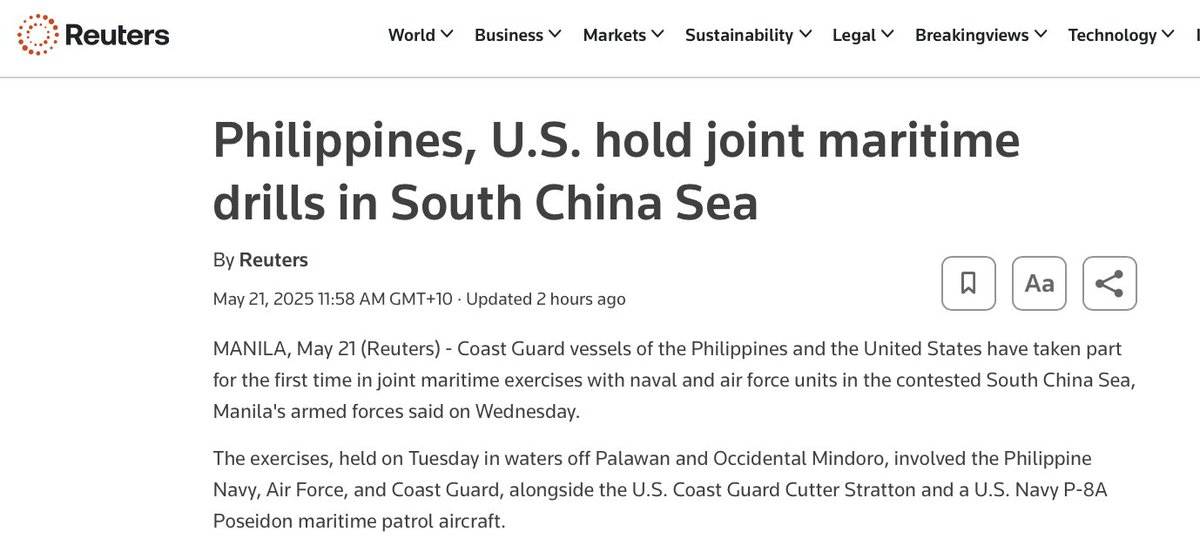 Reuters
World Business Markets Sustainability Legal Breakingviews Technology
Philippines, U.S. hold joint maritime
drills in South China Sea
By Reuters
May 21, 2025 11:58 AM GMT+10 · Updated 2 hours ago
Aa
MANILA, May 21 (Reuters) - Coast Guard vessels of the Philippines and the United States have taken part
for the first time in joint maritime exercises with naval and air force units in the contested South China Sea,
Manila's armed forces said on Wednesday.
The exercises, held on Tuesday in waters off Palawan and Occidental Mindoro, involved the Philippine
Navy, Air Force, and Coast Guard, alongside the U.S. Coast Guard Cutter Stratton and a U.S. Navy P-8A
Poseidon maritime patrol aircraft.